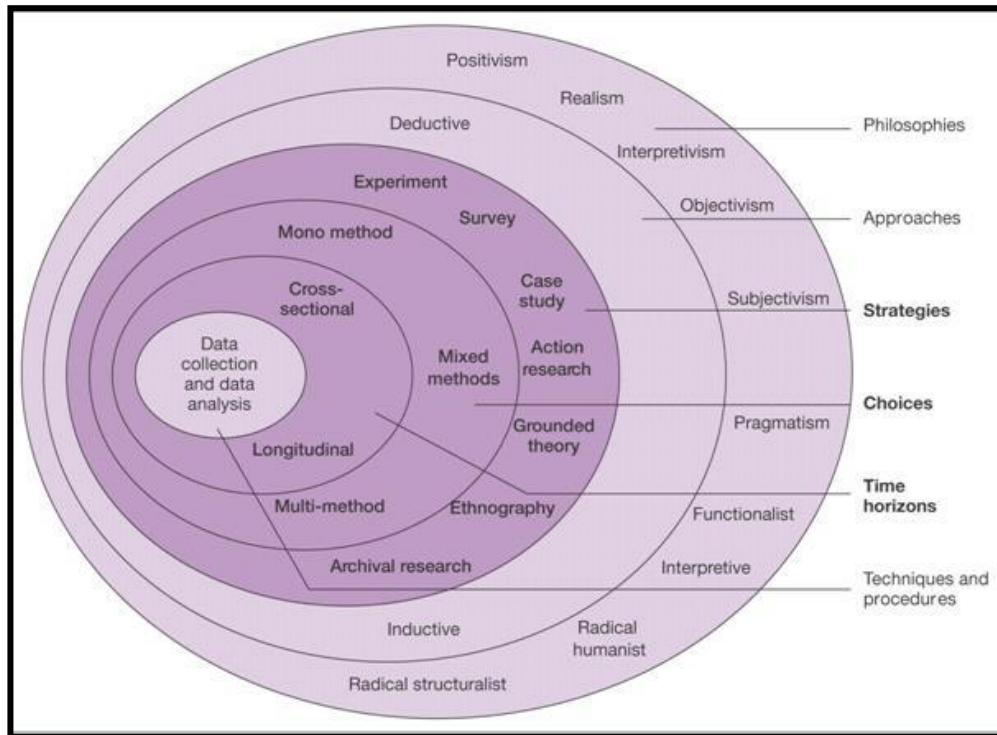 Positivism
Realism
Philosophies
Deductive
Interpretivism
Experiment
Objectivism
Approaches
Survey
Mono method
Case
study
Cross-
sectional
Subjectivism
Strategies
Data
collection
and data
analysis
Mixed
methods
Action
research
Choices
Pragmatism
Grounded
theory
Longitudinal
Time
horizons
Multi-method
Ethnography
Functionalist
Archival research
Interpretive
Techniques and
procedures
Inductive
Radical
humanist
Radical structuralist